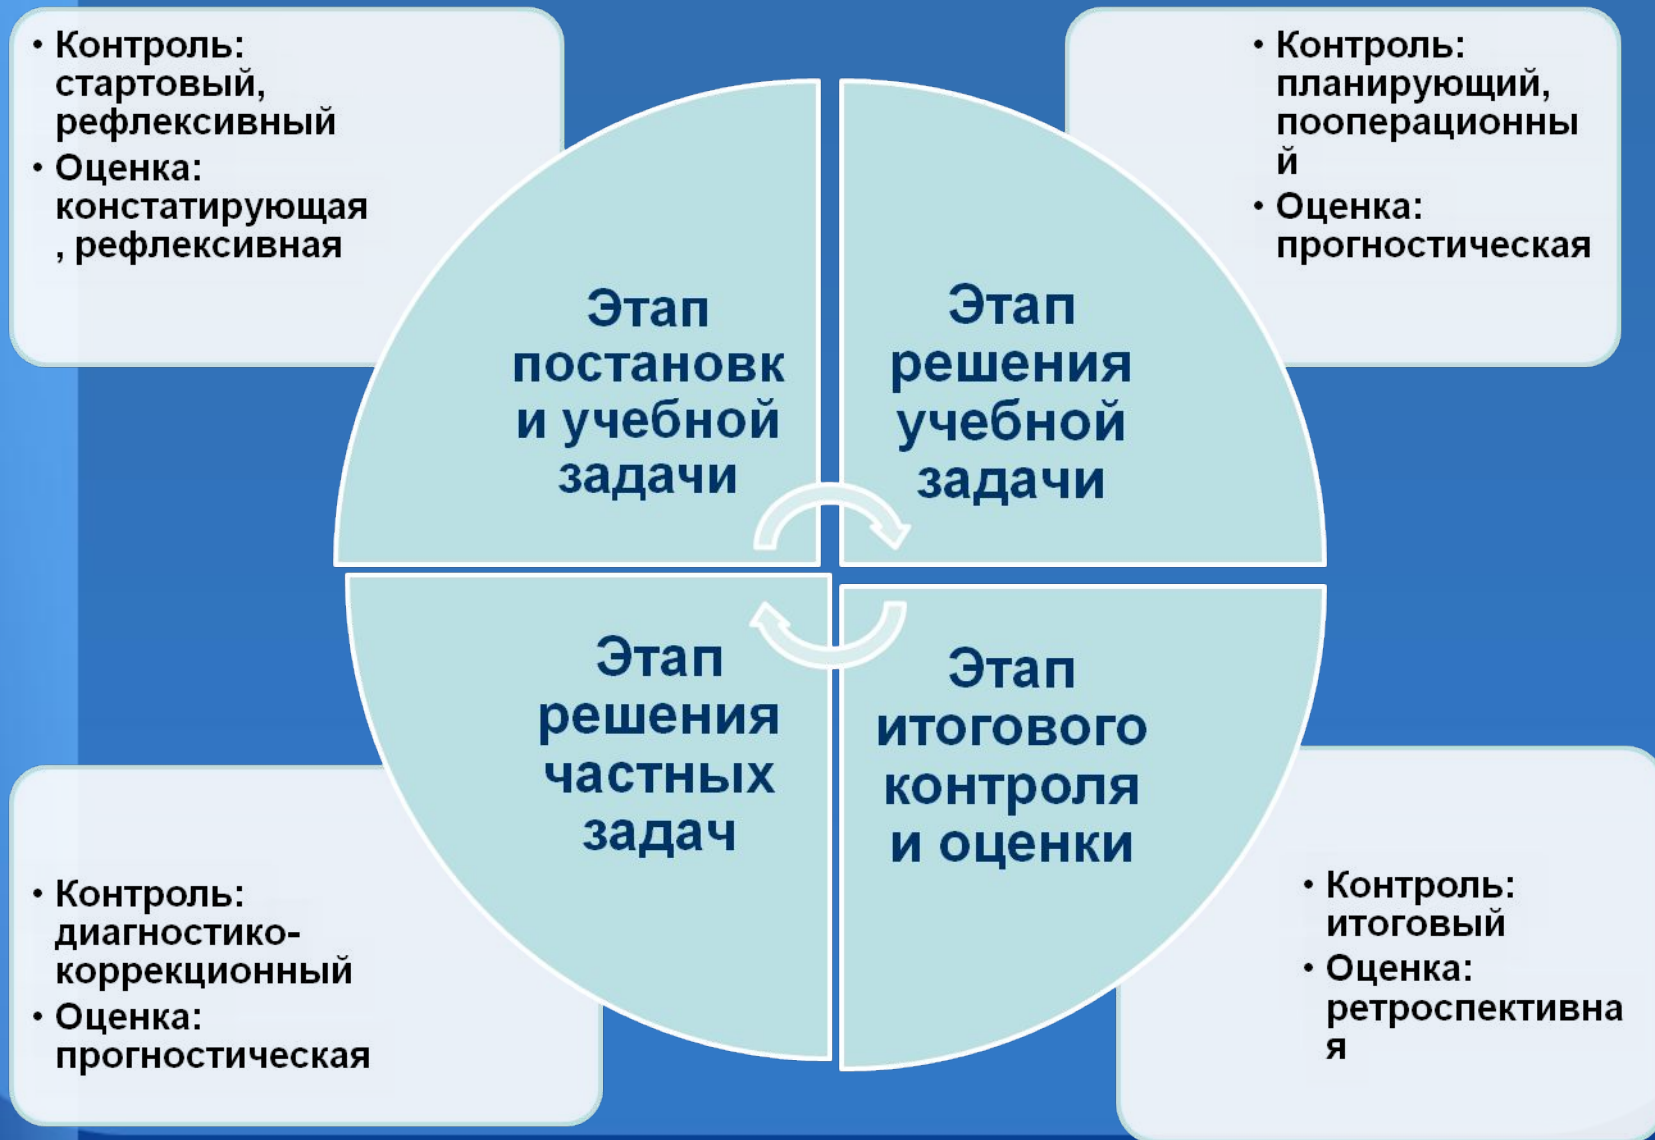 • Контроль:
стартовый,
рефлексивный
• Оценка:
констатирующая
, рефлексивная
• Контроль:
планирующий,
пооперационны
й
• Оценка:
прогностическая
Этап
постановк
и учебной
задачи
Этап
решения
учебной
задачи
Этап
решения
частных
задач
Этап
итогового
контроля
и оценки
• Контроль:
диагностико-
коррекционный
• Оценка:
прогностическая
• Контроль:
итоговый
• Оценка:
ретроспективна
я